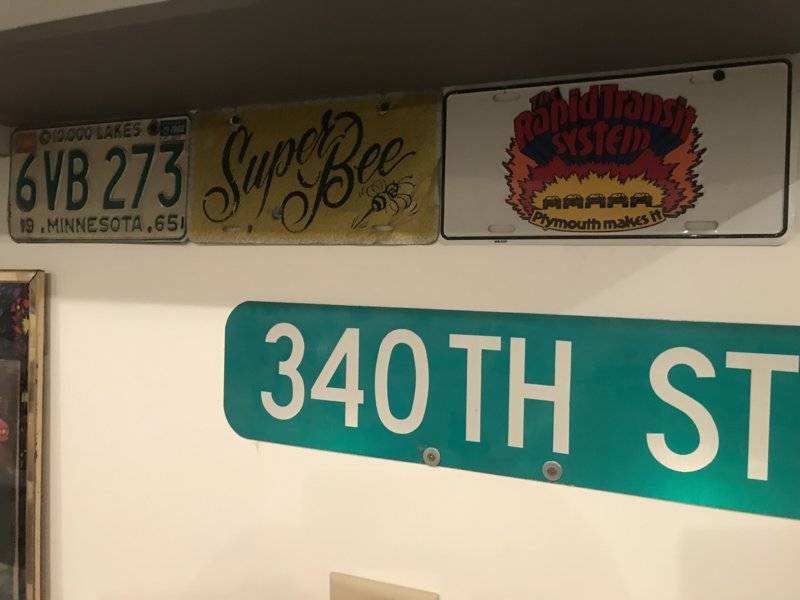 10,000 LAKES
6VB 273
19 . MINNESOTA . 65
Super Bee
The
Rapid Transit
SYSTEM
Plymouth makes it
340TH ST